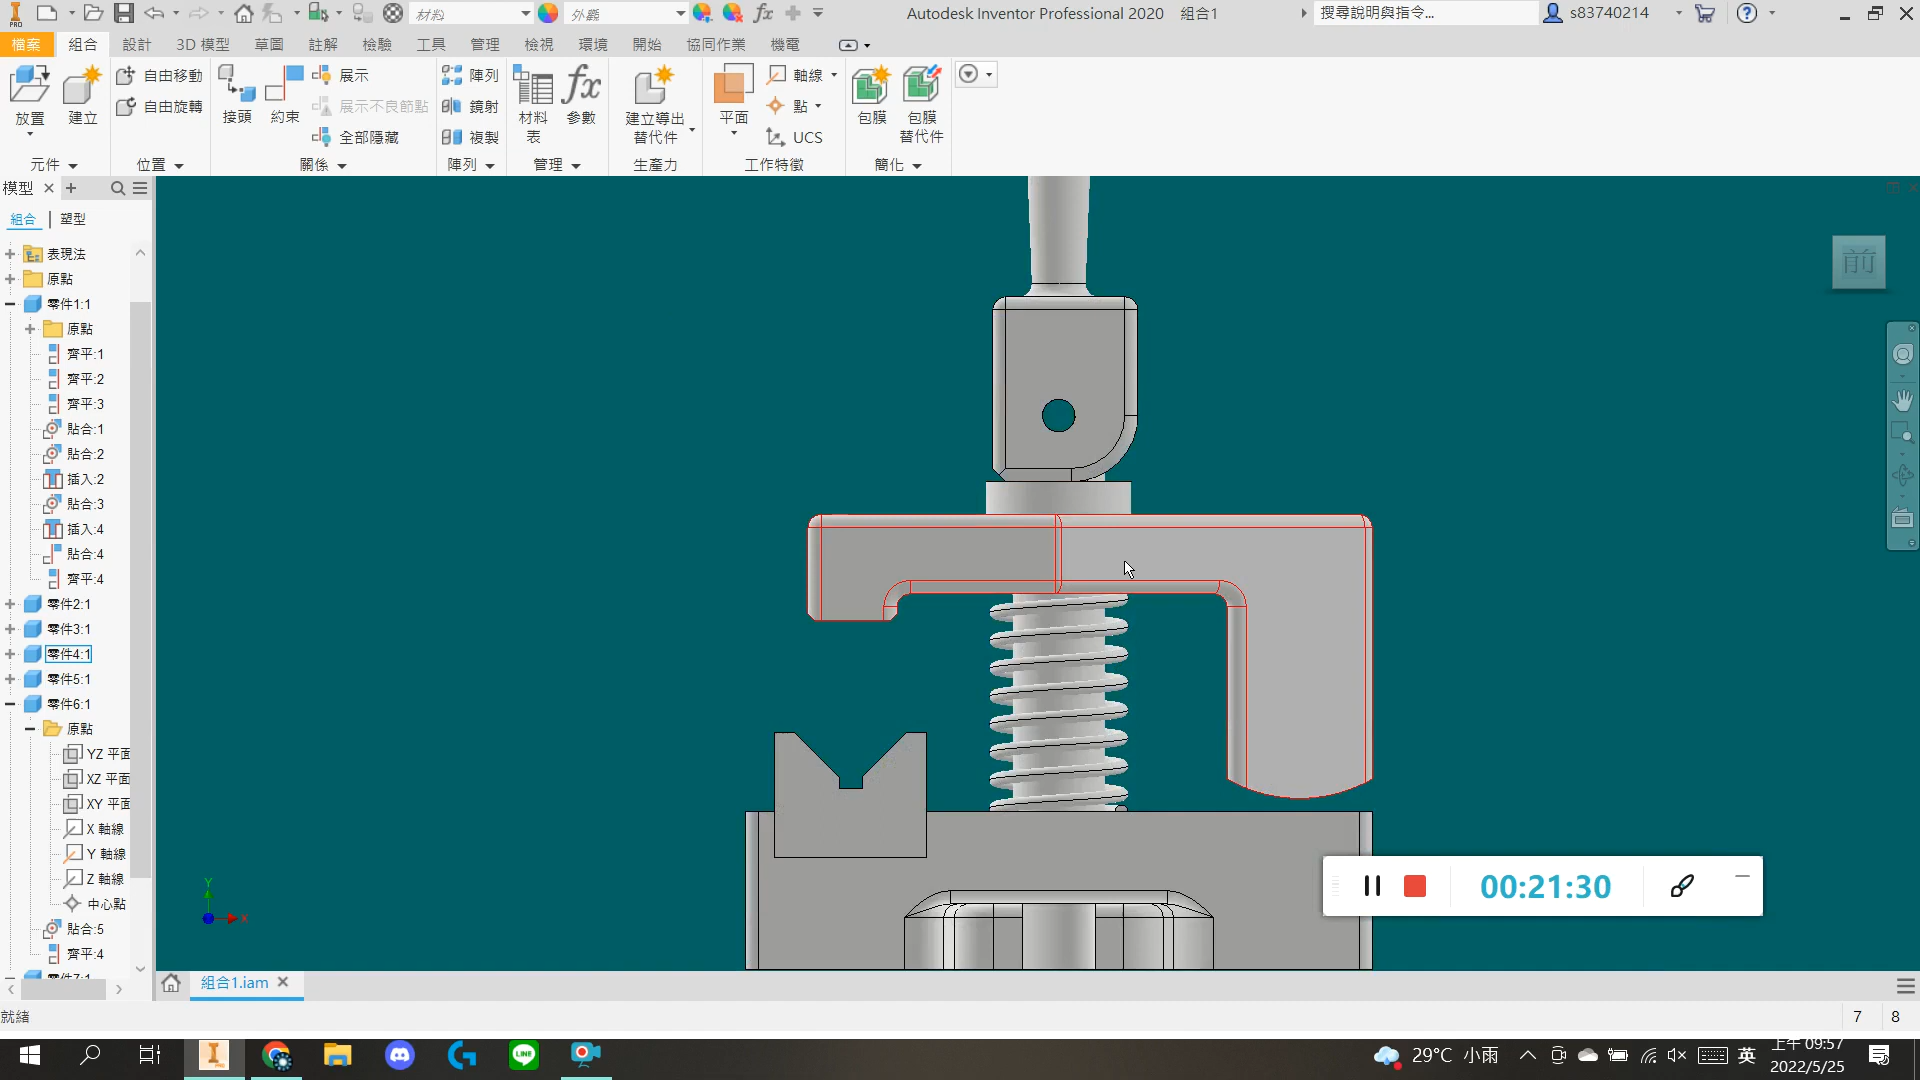 PRO
材料
外觀
fx
Autodesk Inventor Professional 2020
組合1
搜尋說明與指令...
s83740214
檔案 組合 設計 3D 模型 草圖 註解 檢驗 工具 管理 檢視 環境 開始 協同作業 機電
放置
建立
自由移動
自由旋轉
接頭
約束
展示
展示不良節點
全部隱藏
陣列
鏡射
複製
材料
表
fx
參數
建立導出
替代件
平面
軸線
點
UCS
包膜
包膜
替代件
元件 位置 關係 陣列 管理 生產力 工作特徵 簡化
模型
組合 | 塑型
表現法
原點
零件1:1
原點
齊平:1
齊平:2
齊平:3
貼合:1
貼合:2
插入:2
貼合:3
插入:4
貼合:4
齊平:4
零件2:1
零件3:1
零件4:1
零件5:1
零件6:1
原點
YZ 平面
XZ 平面
XY 平面
X 軸線
Y 軸線
Z 軸線
中心點
貼合:5
齊平:4
零件7:1
前
Y
X
00:21:30
組合1.iam
就緒
7 8
LINE
29°C 小雨
英
上午 09:57
2022/5/25